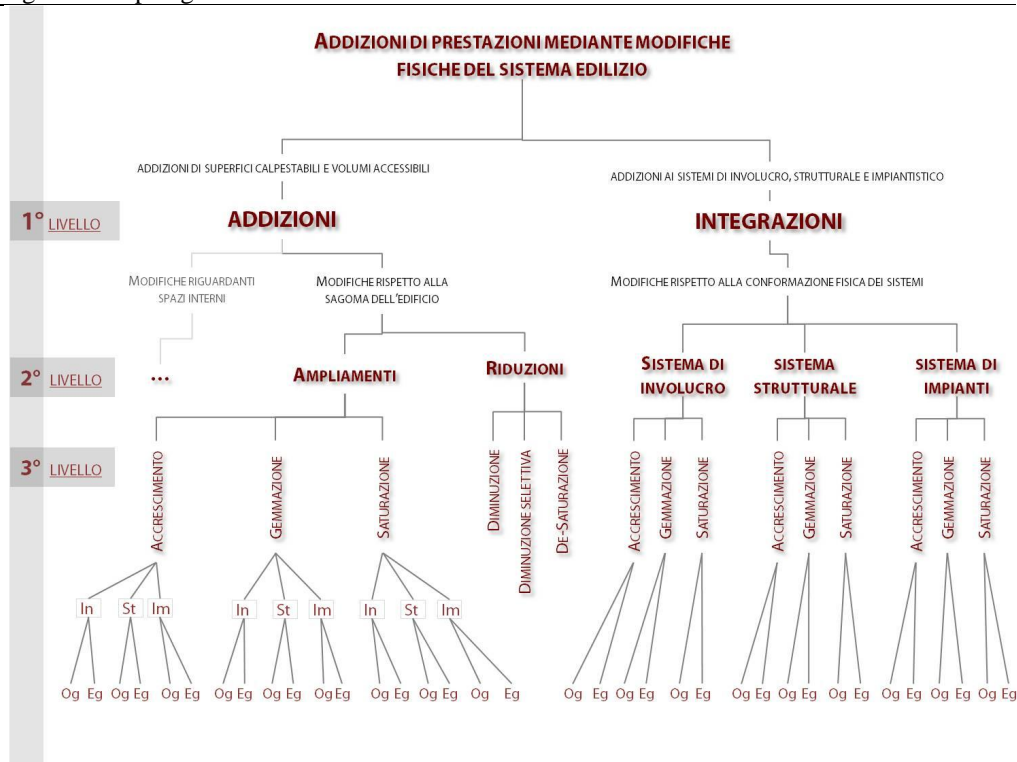 ADDIZIONI DI PRESTAZIONI MEDIANTE MODIFICHE
FISICHE DEL SISTEMA EDILIZIO
ADDIZIONI DI SUPERFICI CALPESTABILI E VOLUMI ACCESSIBILI
ADDIZIONI AI SISTEMI DI INVOLUCRO, STRUTTURALE E IMPIANTISTICO
1° LIVELLO
ADDIZIONI
INTEGRAZIONI
MODIFICHE RIGUARDANTI
SPAZI INTERNI
MODIFICHE RISPETTO ALLA
SAGOMA DELL'EDIFICIO
MODIFICHE RISPETTO ALLA CONFORMAZIONE FISICA DEI SISTEMI
2° LIVELLO
...
AMPLIAMENTI
RIDUZIONI
SISTEMA DI
INVOLUCRO
SISTEMA
STRUTTURALE
SISTEMA DI
IMPIANTI
3° LIVELLO
ACCRESCIMENTO
GEMMAZIONE
SATURAZIONE
DIMINUZIONE
DIMINUZIONE SELETTIVA
DE-SATURAZIONE
ACCRESCIMENTO
GEMMAZIONE
SATURAZIONE
ACCRESCIMENTO
GEMMAZIONE
SATURAZIONE
ACCRESCIMENTO
GEMMAZIONE
SATURAZIONE
In St Im
In St Im
In St Im
Og Eg Og Eg Og Eg
Og Eg Og Eg Og Eg
Og Eg Og Eg Og Eg
Og Eg Og Eg Og Eg
Og Eg Og Eg Og Eg
Og Eg Og Eg Og Eg